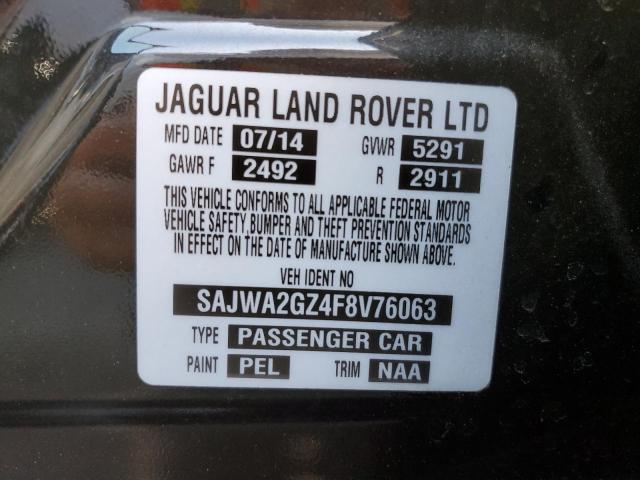 JAGUAR LAND ROVER LTD
MFD DATE 07/14 GVWR 5291
GAWR F 2492 R 2911
THIS VEHICLE CONFORMS TO ALL APPLICABLE FEDERAL MOTOR
VEHICLE SAFETY, BUMPER AND THEFT PREVENTION STANDARDS
IN EFFECT ON THE DATE OF MANUFACTURE SHOWN ABOVE.
VEH IDENT NO
SAJWA2GZ4F8V76063
TYPE PASSENGER CAR
PAINT PEL TRIM NAA